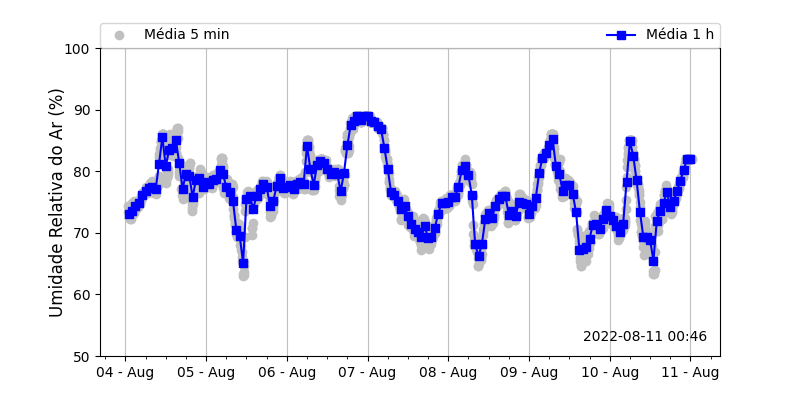 Média 5 min
Média 1 h
Umidade Relativa do Ar (%)
100
90
80
70
60
50
2022-08-11 00:46
04 - Aug
05 - Aug
06 - Aug
07 - Aug
08 - Aug
09 - Aug
10 - Aug
11 - Aug